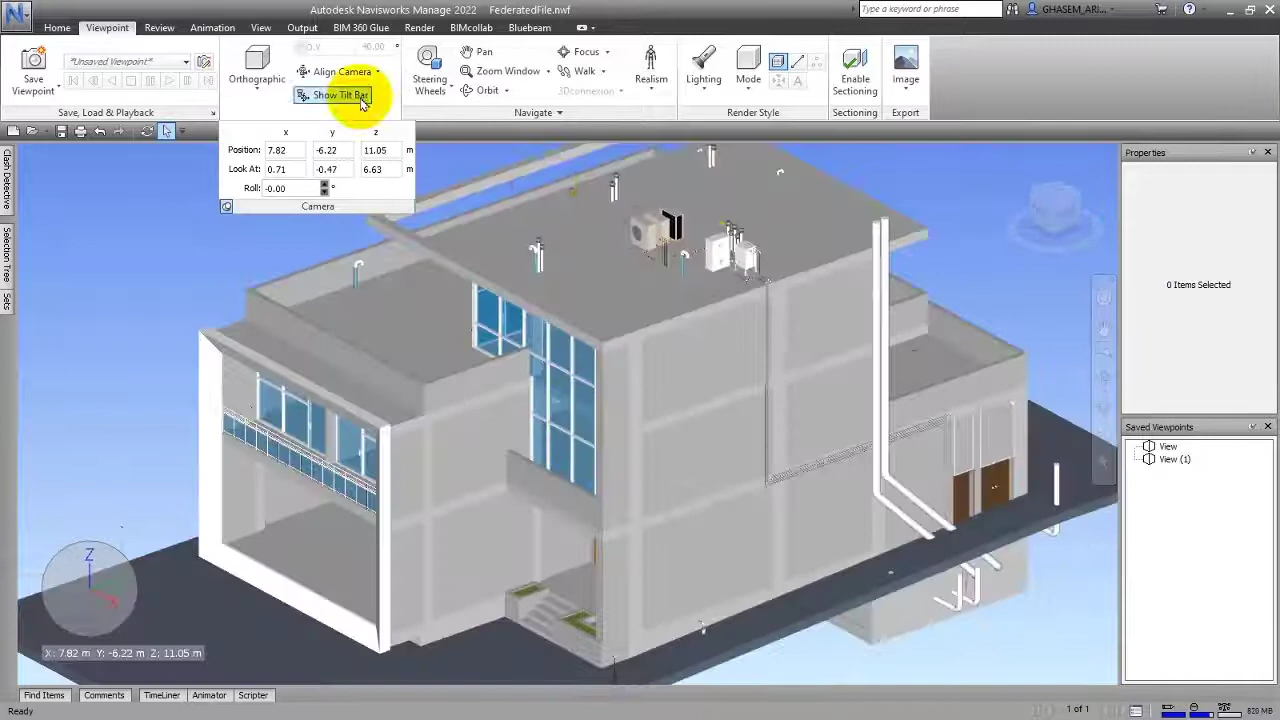 Autodesk Navisworks Manage 2022 FederatedFile.nwf
Type a keyword or phrase
GHASEM_ARI...
Home Viewpoint Review Animation View Output BIM 360 Glue Render BIMcollab Bluebeam
Save Viewpoint
*Unsaved Viewpoint*
Save, Load & Playback
Orthographic
F.O.V. 40.00 °
Align Camera
Show Tilt Bar
Steering Wheels
Pan
Zoom Window
Orbit
Focus
Walk
3Dconnexion
Realism
Navigate
Lighting
Mode
Render Style
Enable Sectioning
Sectioning
Image
Export
x y z
Position: 7.82 -6.22 11.05 m
Look At: 0.71 -0.47 6.63 m
Roll: -0.00 °
Camera
Clash Detective
Selection Tree
Sets
Properties
0 Items Selected
Saved Viewpoints
View
View (1)
Z
X: 7.82 m Y: -6.22 m Z: 11.05 m
Find Items Comments TimeLiner Animator Scripter
Ready
1 of 1
820 MB